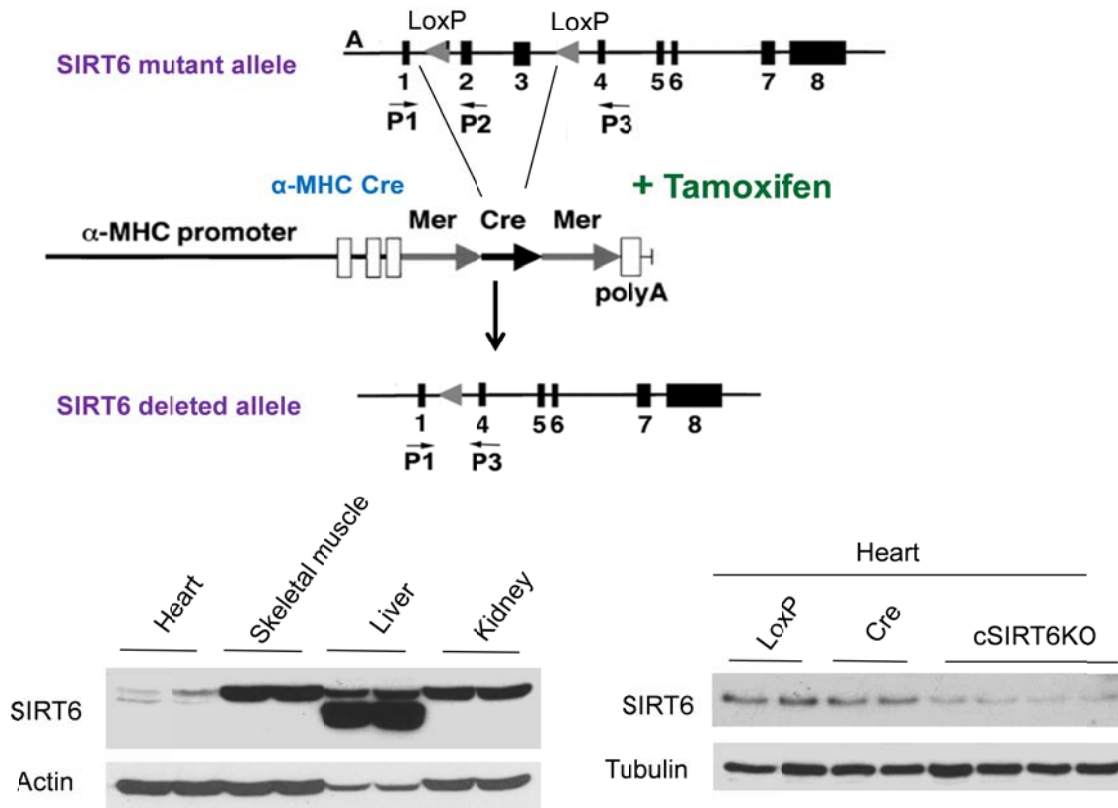 LoxP LoxP
A
SIRT6 mutant allele
1 2 3 4 5 6 7 8
P1 P2 P3
α-MHC Cre + Tamoxifen
Mer Cre Mer
α-MHC promoter
polyA
SIRT6 deleted allele
1 4 5 6 7 8
P1 P3
Heart Skeletal muscle Liver Kidney
SIRT6
Actin
Heart
LoxP Cre cSIRT6KO
SIRT6
Tubulin